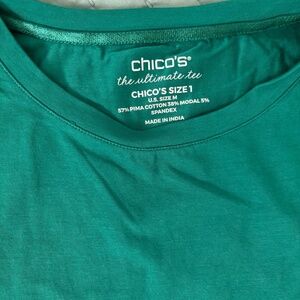 chico's®
the ultimate tee
CHICO'S SIZE 1
U.S. SIZE M
57% PIMA COTTON 38% MODAL 5%
SPANDEX
MADE IN INDIA